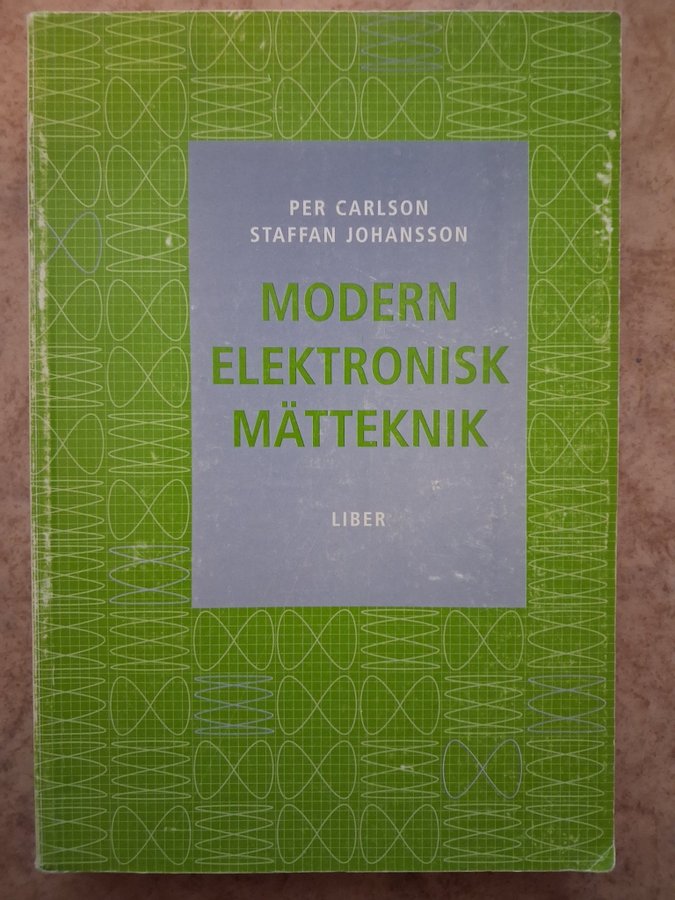 PER CARLSON
STAFFAN JOHANSSON
MODERN
ELEKTRONISK
MÄTTEKNIK
LIBER